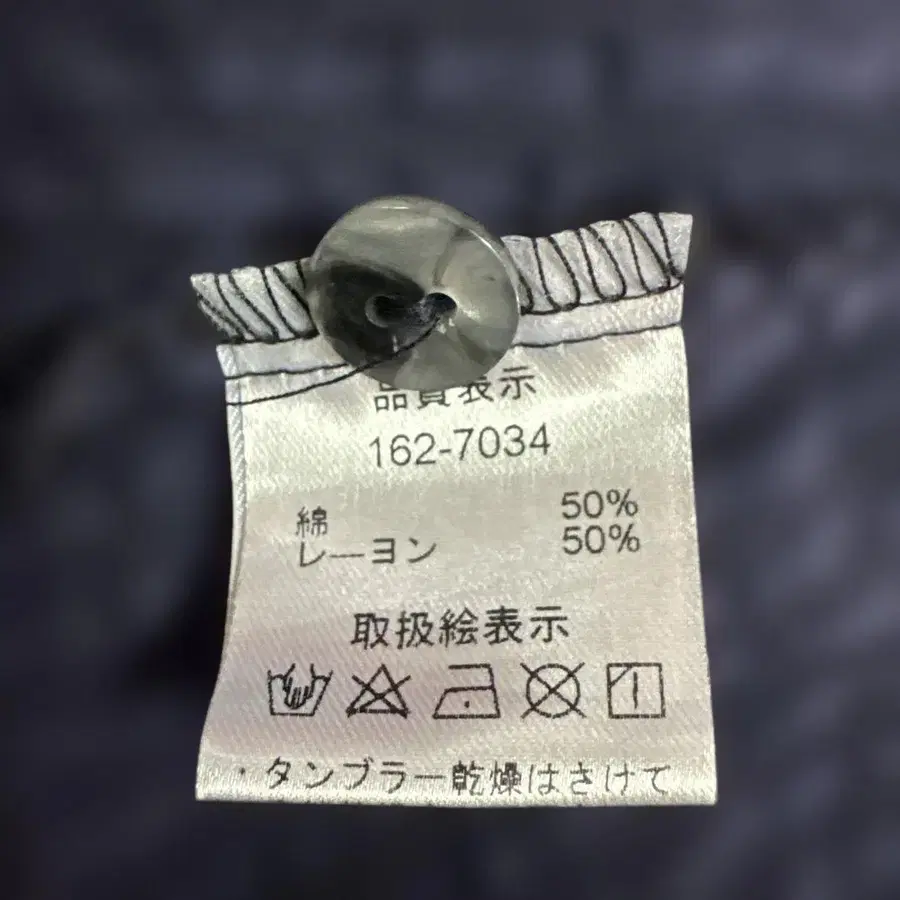 品質表示
162-7034
綿 50%
レーヨン 50%
取扱絵表示
・タンブラー乾燥はさけて